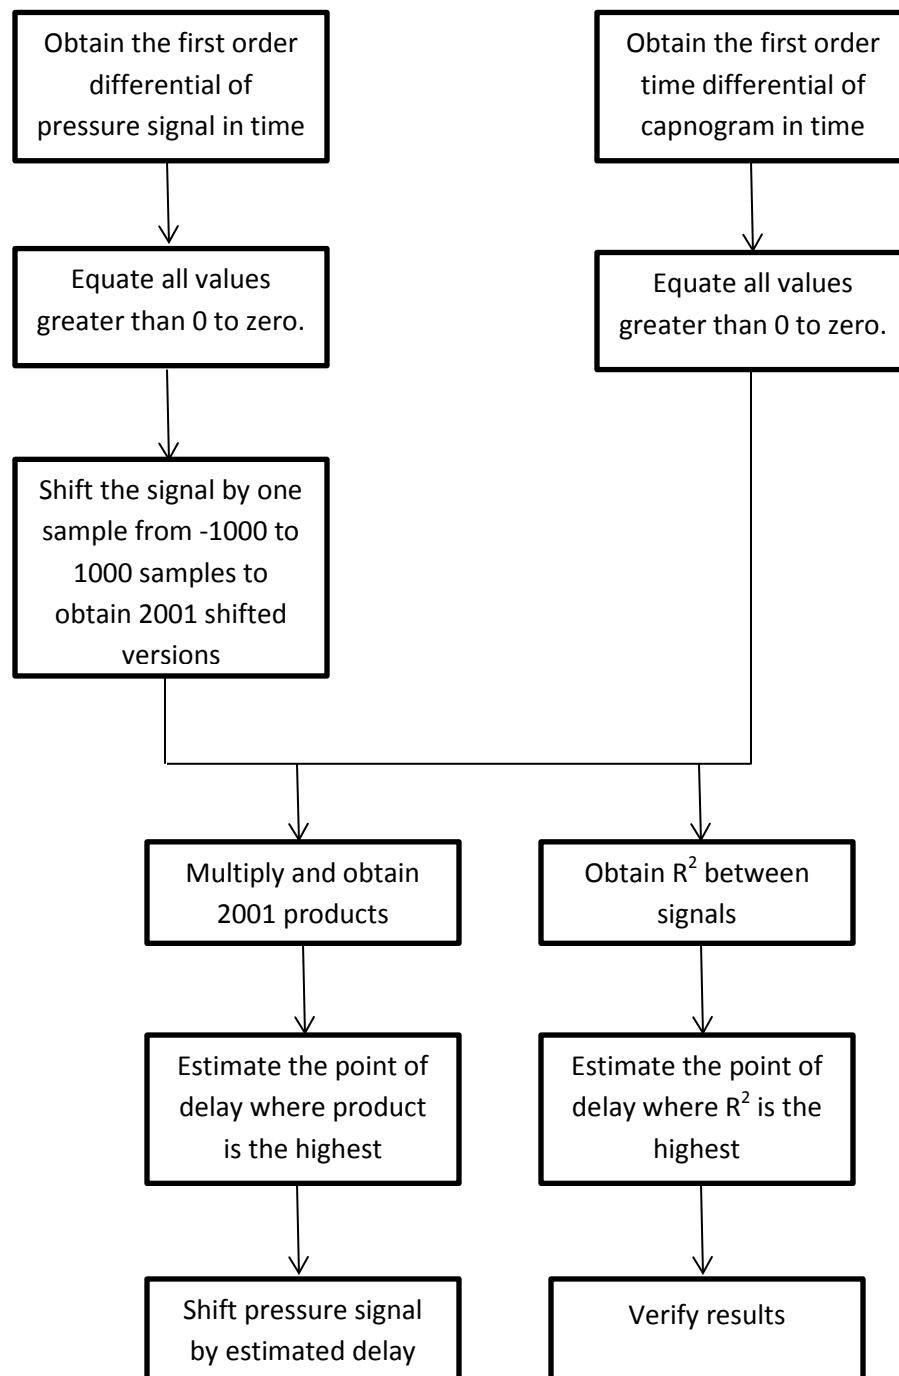 Obtain the first order
differential of
pressure signal in time
Obtain the first order
time differential of
capnogram in time
Equate all values
greater than 0 to zero.
Equate all values
greater than 0 to zero.
Shift the signal by one
sample from -1000 to
1000 samples to
obtain 2001 shifted
versions
Multiply and obtain
2001 products
Obtain R² between
signals
Estimate the point of
delay where product
is the highest
Estimate the point of
delay where R² is the
highest
Shift pressure signal
by estimated delay
Verify results